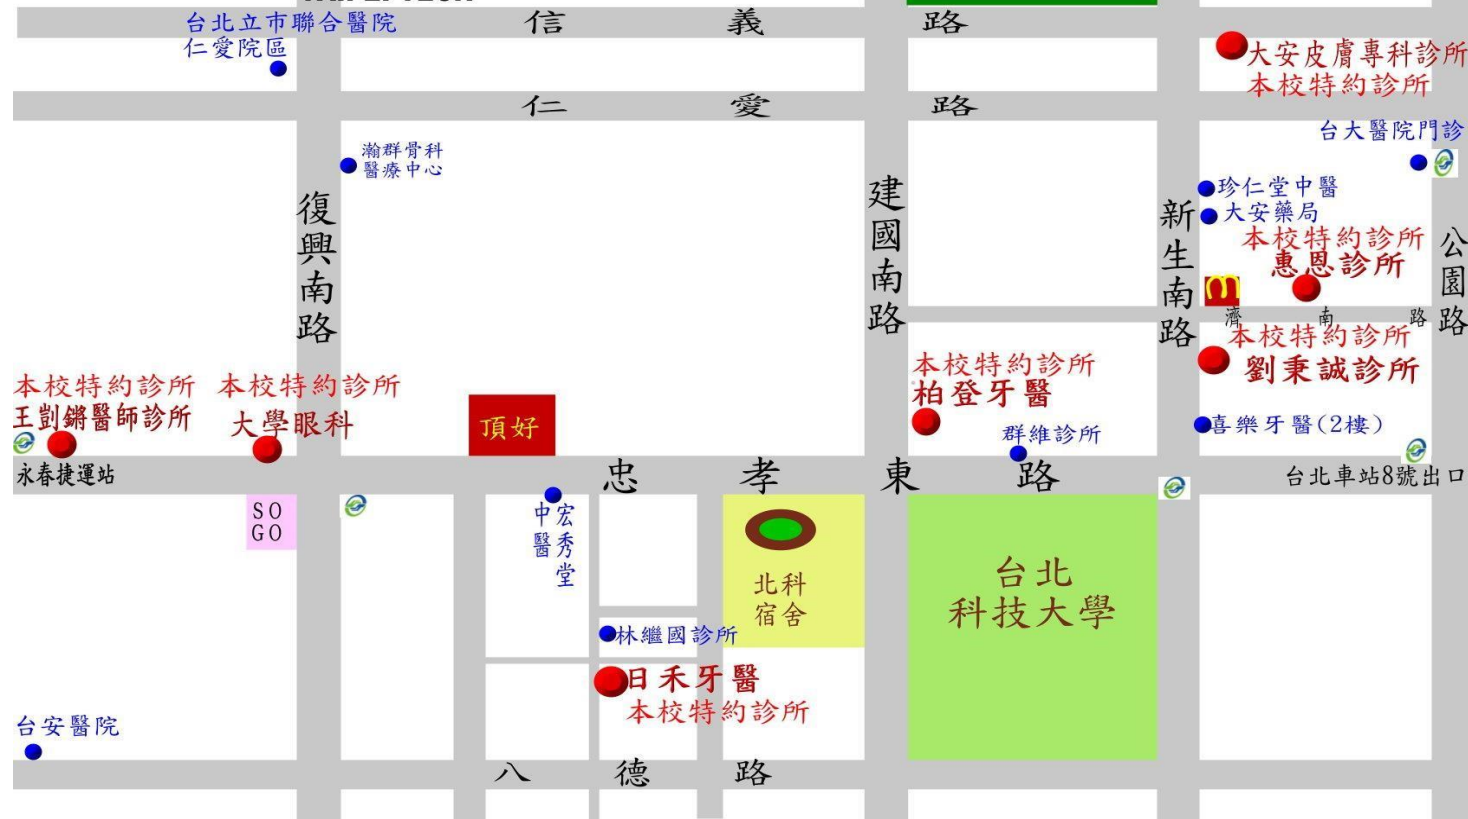 台北立市聯合醫院
仁愛院區
信義路
大安皮膚專科診所
本校特約診所
仁愛路
台大醫院門診
瀚群骨科
醫療中心
珍仁堂中醫
大安藥局
復興南路
建國南路
新生南路
公園路
本校特約診所
惠恩診所
濟南路
本校特約診所
劉秉誠診所
本校特約診所
王剴鏘醫師診所
永春捷運站
本校特約診所
大學眼科
頂好
本校特約診所
柏登牙醫
群維診所
喜樂牙醫(2樓)
台北車站8號出口
忠孝東路
SO
GO
宏秀堂
中醫
北科
宿舍
台北
科技大學
林繼國診所
日禾牙醫
本校特約診所
台安醫院
八德路